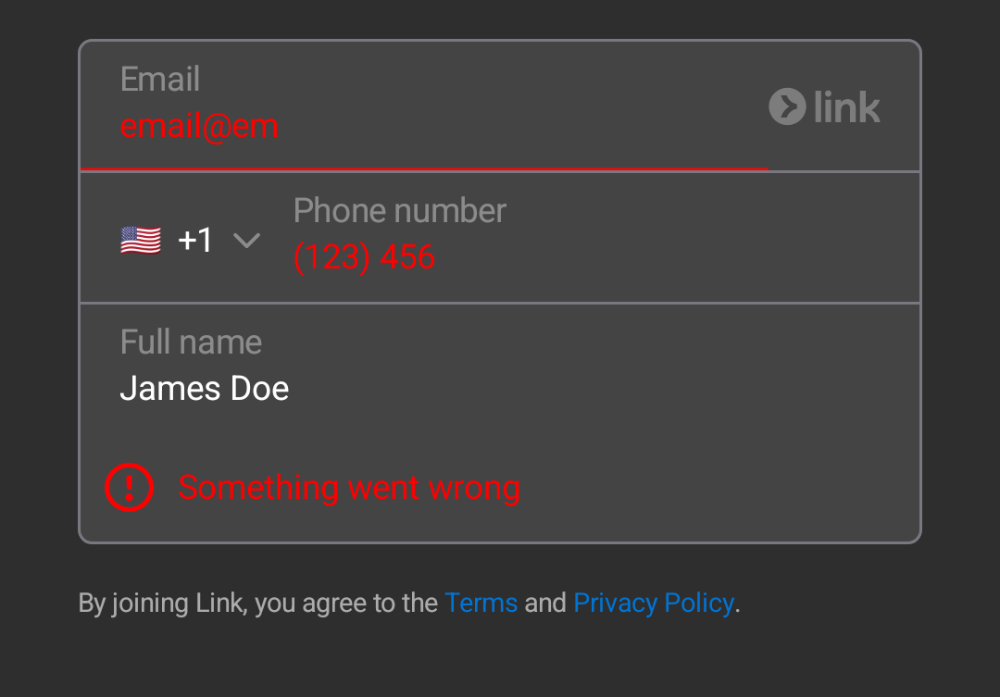 Email
email@em
link
🇺🇸 +1
Phone number
(123) 456
Full name
James Doe
Something went wrong
By joining Link, you agree to the Terms and Privacy Policy.